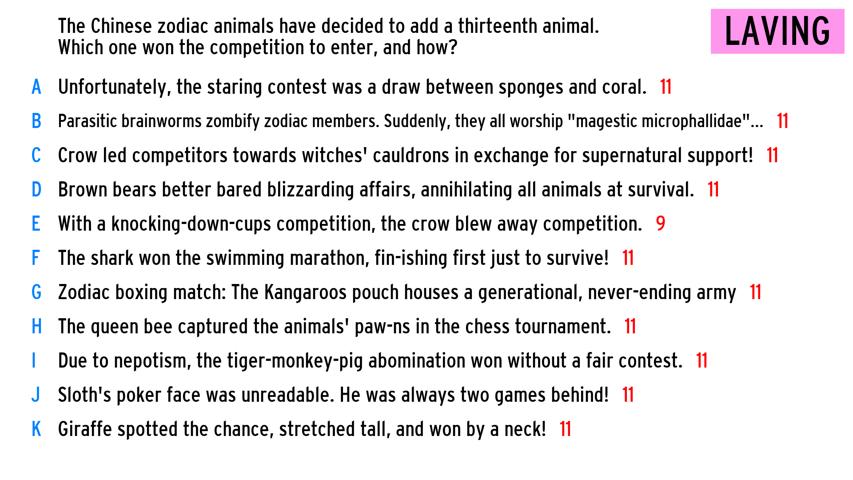 The Chinese zodiac animals have decided to add a thirteenth animal.
Which one won the competition to enter, and how?
LAVING
A Unfortunately, the staring contest was a draw between sponges and coral. 11
B Parasitic brainworms zombify zodiac members. Suddenly, they all worship "magestic microphallidae"... 11
C Crow led competitors towards witches' cauldrons in exchange for supernatural support! 11
D Brown bears better bared blizzarding affairs, annihilating all animals at survival. 11
E With a knocking-down-cups competition, the crow blew away competition. 9
F The shark won the swimming marathon, fin-ishing first just to survive! 11
G Zodiac boxing match: The Kangaroos pouch houses a generational, never-ending army 11
H The queen bee captured the animals' paw-ns in the chess tournament. 11
I Due to nepotism, the tiger-monkey-pig abomination won without a fair contest. 11
J Sloth's poker face was unreadable. He was always two games behind! 11
K Giraffe spotted the chance, stretched tall, and won by a neck! 11